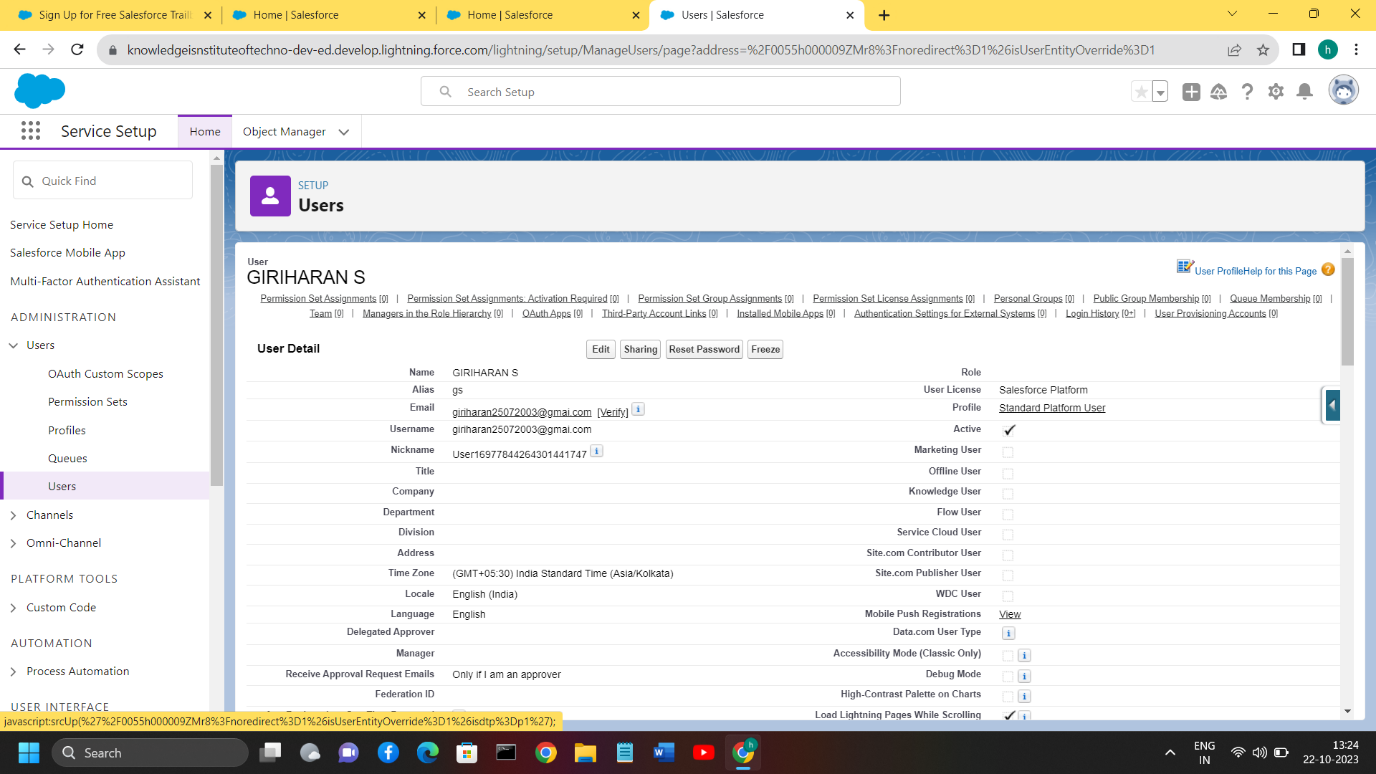 Sign Up for Free Salesforce Trail
Home | Salesforce
Home | Salesforce
Users | Salesforce
knowledgeisnstituteoftechno-dev-ed.develop.lightning.force.com/lightning/setup/ManageUsers/page?address=%2F0055h000009ZMr8%3Fnoredirect%3D1%26isUserEntityOverride%3D1
h
Search Setup
Service Setup
Home
Object Manager
Quick Find
Service Setup Home
Salesforce Mobile App
Multi-Factor Authentication Assistant
ADMINISTRATION
Users
OAuth Custom Scopes
Permission Sets
Profiles
Queues
Users
Channels
Omni-Channel
PLATFORM TOOLS
Custom Code
AUTOMATION
Process Automation
USER INTERFACE
SETUP
Users
User
GIRIHARAN S
User Profile Help for this Page
Permission Set Assignments [0] | Permission Set Assignments: Activation Required [0] | Permission Set Group Assignments [0] | Permission Set License Assignments [0] | Personal Groups [0] | Public Group Membership [0] | Queue Membership [0] |
Team [0] | Managers in the Role Hierarchy [0] | OAuth Apps [0] | Third-Party Account Links [0] | Installed Mobile Apps [0] | Authentication Settings for External Systems [0] | Login History [0+] | User Provisioning Accounts [0]
User Detail
Edit Sharing Reset Password Freeze
Name GIRIHARAN S Role
Alias gs User License Salesforce Platform
Email giriharan25072003@gmai.com [Verify] i Profile Standard Platform User
Username giriharan25072003@gmai.com Active
Nickname User16977844264301441747 i Marketing User
Title Offline User
Company Knowledge User
Department Flow User
Division Service Cloud User
Address Site.com Contributor User
Time Zone (GMT+05:30) India Standard Time (Asia/Kolkata) Site.com Publisher User
Locale English (India) WDC User
Language English Mobile Push Registrations View
Delegated Approver Data.com User Type i
Manager Accessibility Mode (Classic Only) i
Receive Approval Request Emails Only if I am an approver Debug Mode i
Federation ID High-Contrast Palette on Charts i
Load Lightning Pages While Scrolling i
javascript:srcUp(%27%2F0055h000009ZMr8%3Fnoredirect%3D1%26isUserEntityOverride%3D1%26isdtp%3Dp1%27);
Search
ENG
IN
13:24
22-10-2023